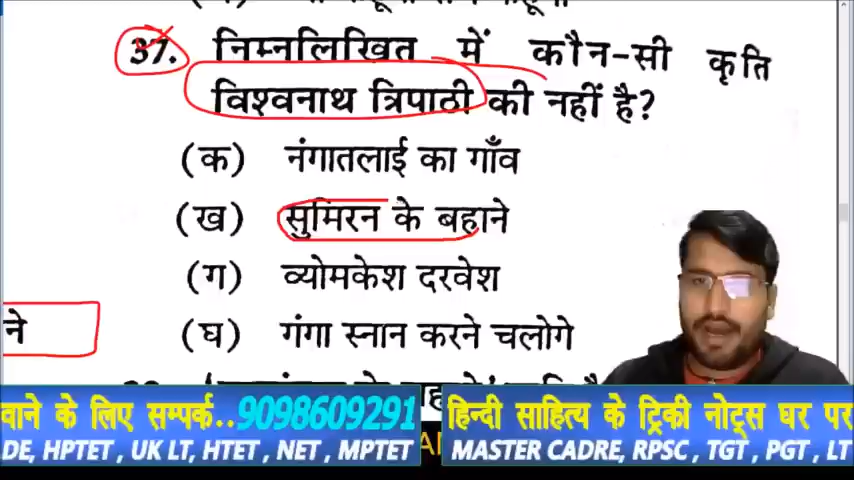 37. निम्नलिखित में कौन-सी कृति
विश्वनाथ त्रिपाठी की नहीं है?
(क) नंगातलाई का गाँव
(ख) सुमिरन के बहाने
(ग) व्योमकेश दरवेश
ने
(घ) गंगा स्नान करने चलोगे
वाने के लिए सम्पर्क..9098609291
हिन्दी साहित्य के ट्रिकी नोट्स घर पर
DE, HPTET , UK LT, HTET , NET , MPTET
MASTER CADRE, RPSC , TGT , PGT , LT